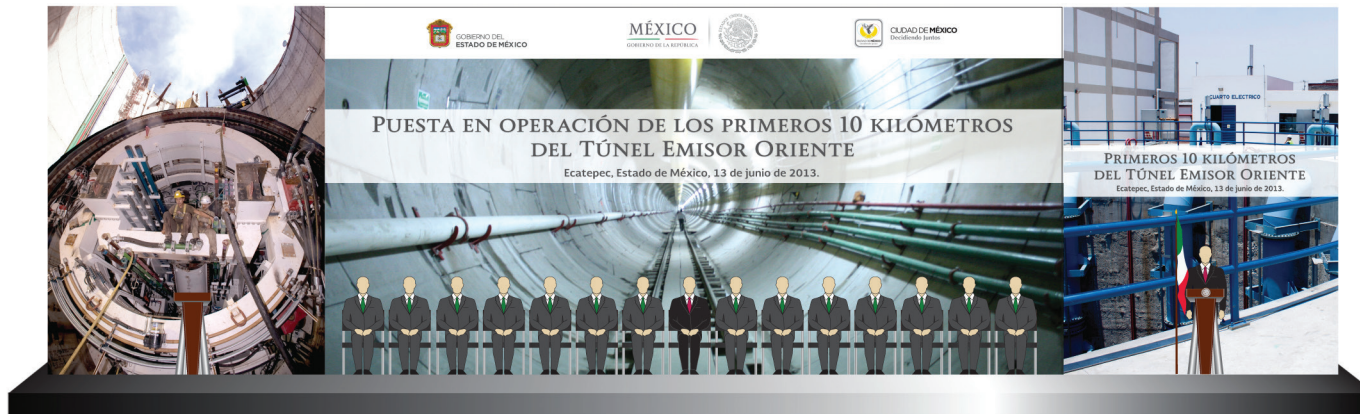 GOBIERNO DEL
ESTADO DE MÉXICO
MÉXICO
GOBIERNO DE LA REPÚBLICA
CIUDAD DE MÉXICO
Decidiendo Juntos
PUESTA EN OPERACIÓN DE LOS PRIMEROS 10 KILÓMETROS
DEL TÚNEL EMISOR ORIENTE
Ecatepec, Estado de México, 13 de junio de 2013.
CUARTO ELECTRICO
PRIMEROS 10 KILÓMETROS
DEL TÚNEL EMISOR ORIENTE
Ecatepec, Estado de México, 13 de junio de 2013.